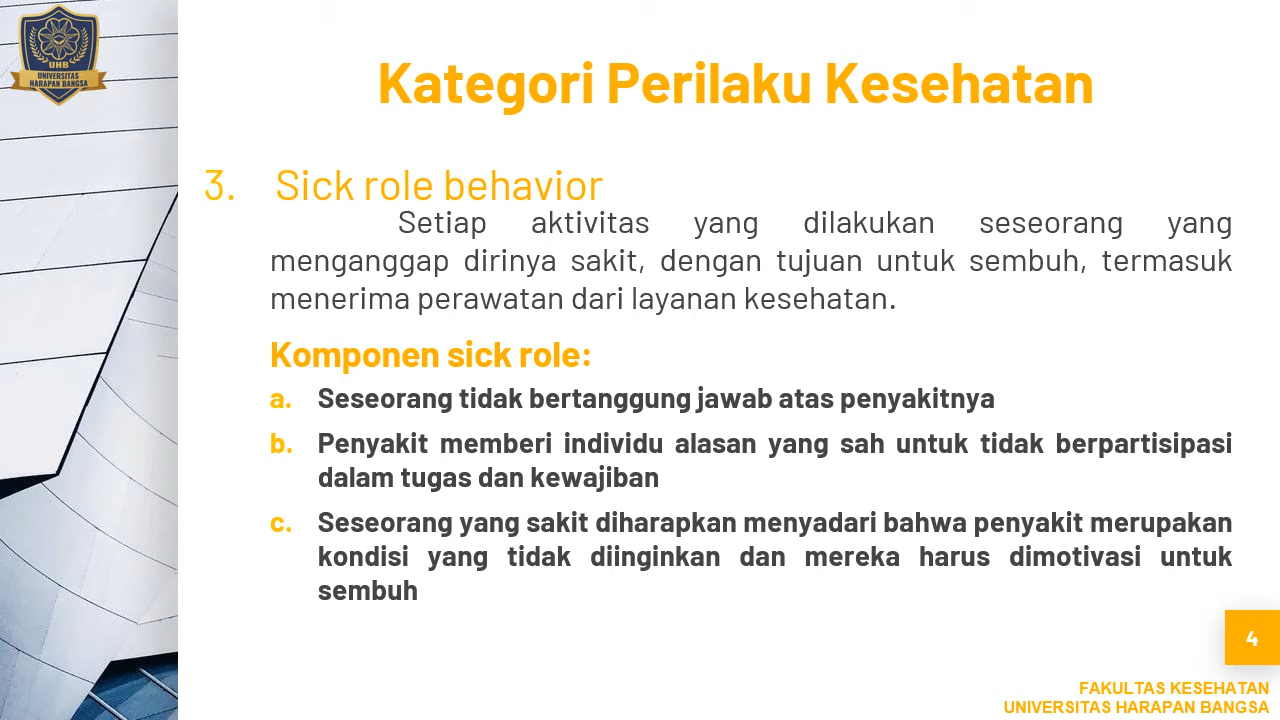 UHB
UNIVERSITAS
HARAPAN BANGSA
Kategori Perilaku Kesehatan
3. Sick role behavior
Setiap aktivitas yang dilakukan seseorang yang
menganggap dirinya sakit, dengan tujuan untuk sembuh, termasuk
menerima perawatan dari layanan kesehatan.
Komponen sick role:
a. Seseorang tidak bertanggung jawab atas penyakitnya
b. Penyakit memberi individu alasan yang sah untuk tidak berpartisipasi
dalam tugas dan kewajiban
c. Seseorang yang sakit diharapkan menyadari bahwa penyakit merupakan
kondisi yang tidak diinginkan dan mereka harus dimotivasi untuk
sembuh
4
FAKULTAS KESEHATAN
UNIVERSITAS HARAPAN BANGSA